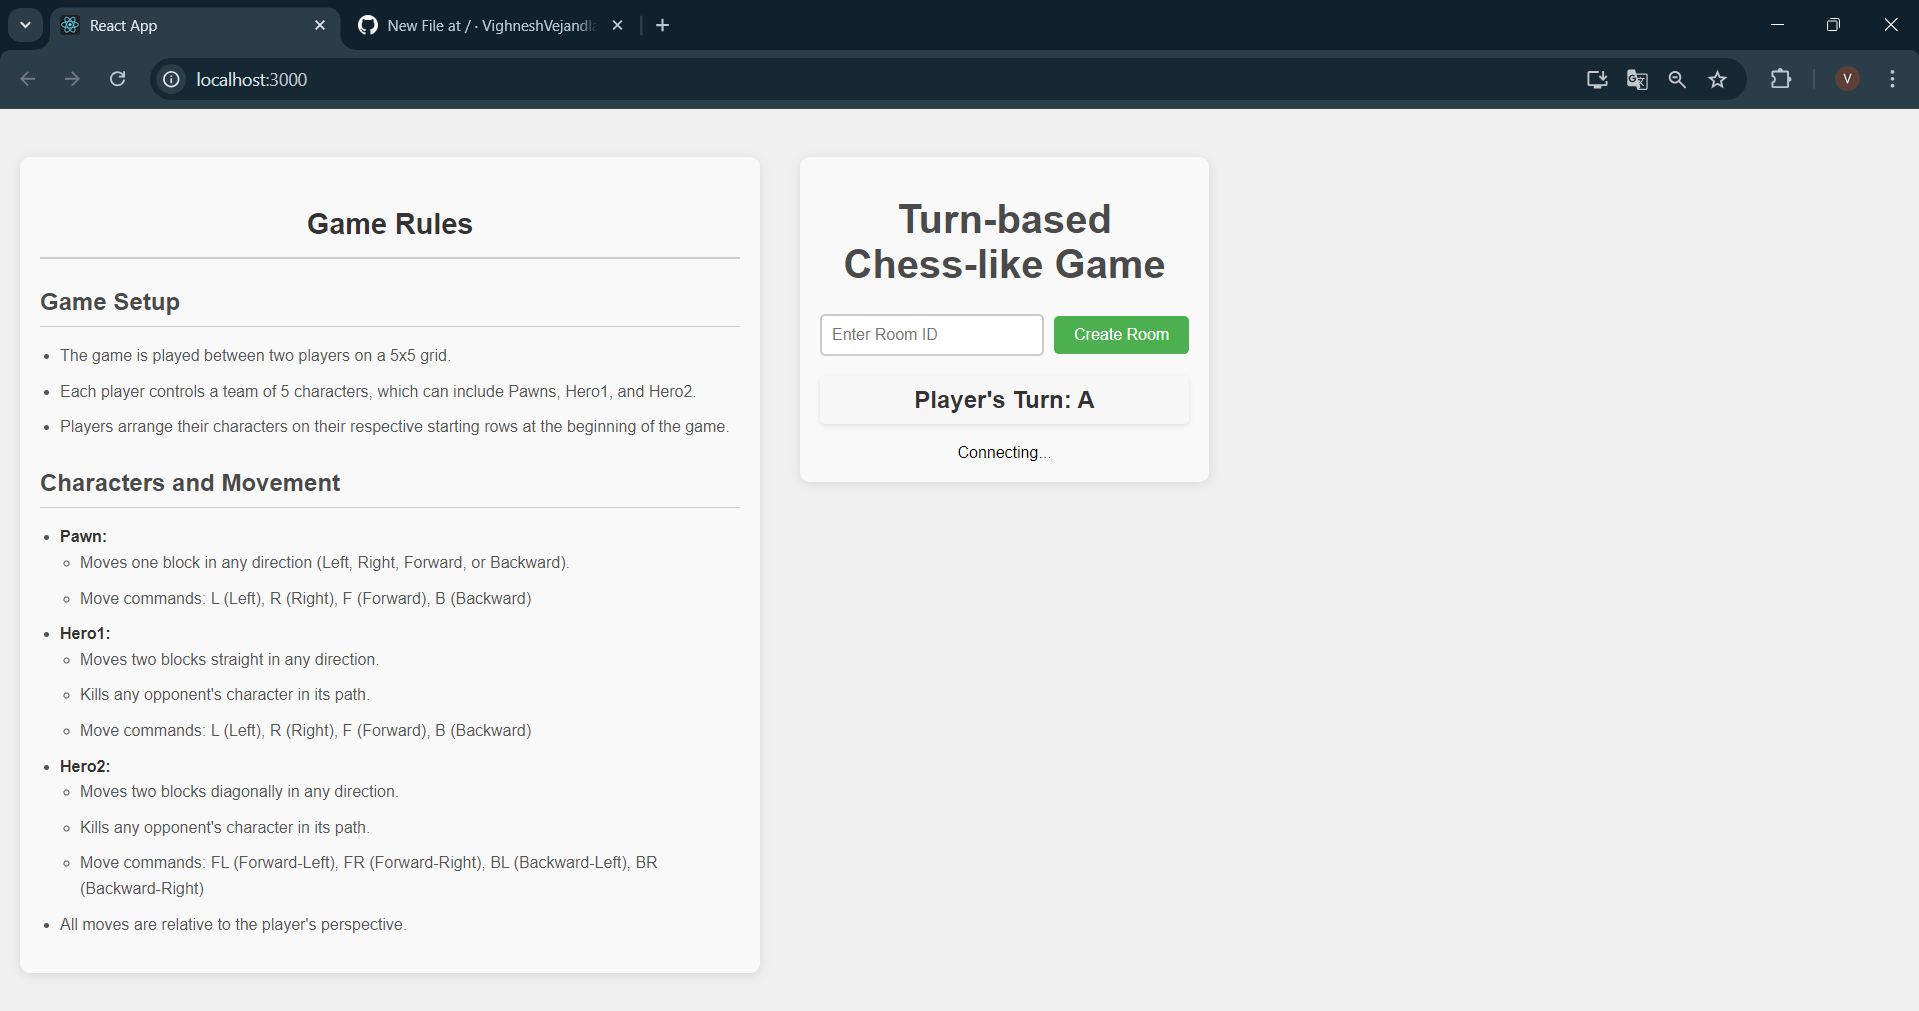 React App
New File at / · VighneshVejandla
localhost:3000
V
Game Rules
Game Setup
• The game is played between two players on a 5x5 grid.
• Each player controls a team of 5 characters, which can include Pawns, Hero1, and Hero2.
• Players arrange their characters on their respective starting rows at the beginning of the game.
Characters and Movement
• Pawn:
◦ Moves one block in any direction (Left, Right, Forward, or Backward).
◦ Move commands: L (Left), R (Right), F (Forward), B (Backward)
• Hero1:
◦ Moves two blocks straight in any direction.
◦ Kills any opponent's character in its path.
◦ Move commands: L (Left), R (Right), F (Forward), B (Backward)
• Hero2:
◦ Moves two blocks diagonally in any direction.
◦ Kills any opponent's character in its path.
◦ Move commands: FL (Forward-Left), FR (Forward-Right), BL (Backward-Left), BR
(Backward-Right)
• All moves are relative to the player's perspective.
Turn-based
Chess-like Game
Enter Room ID
Create Room
Player's Turn: A
Connecting...